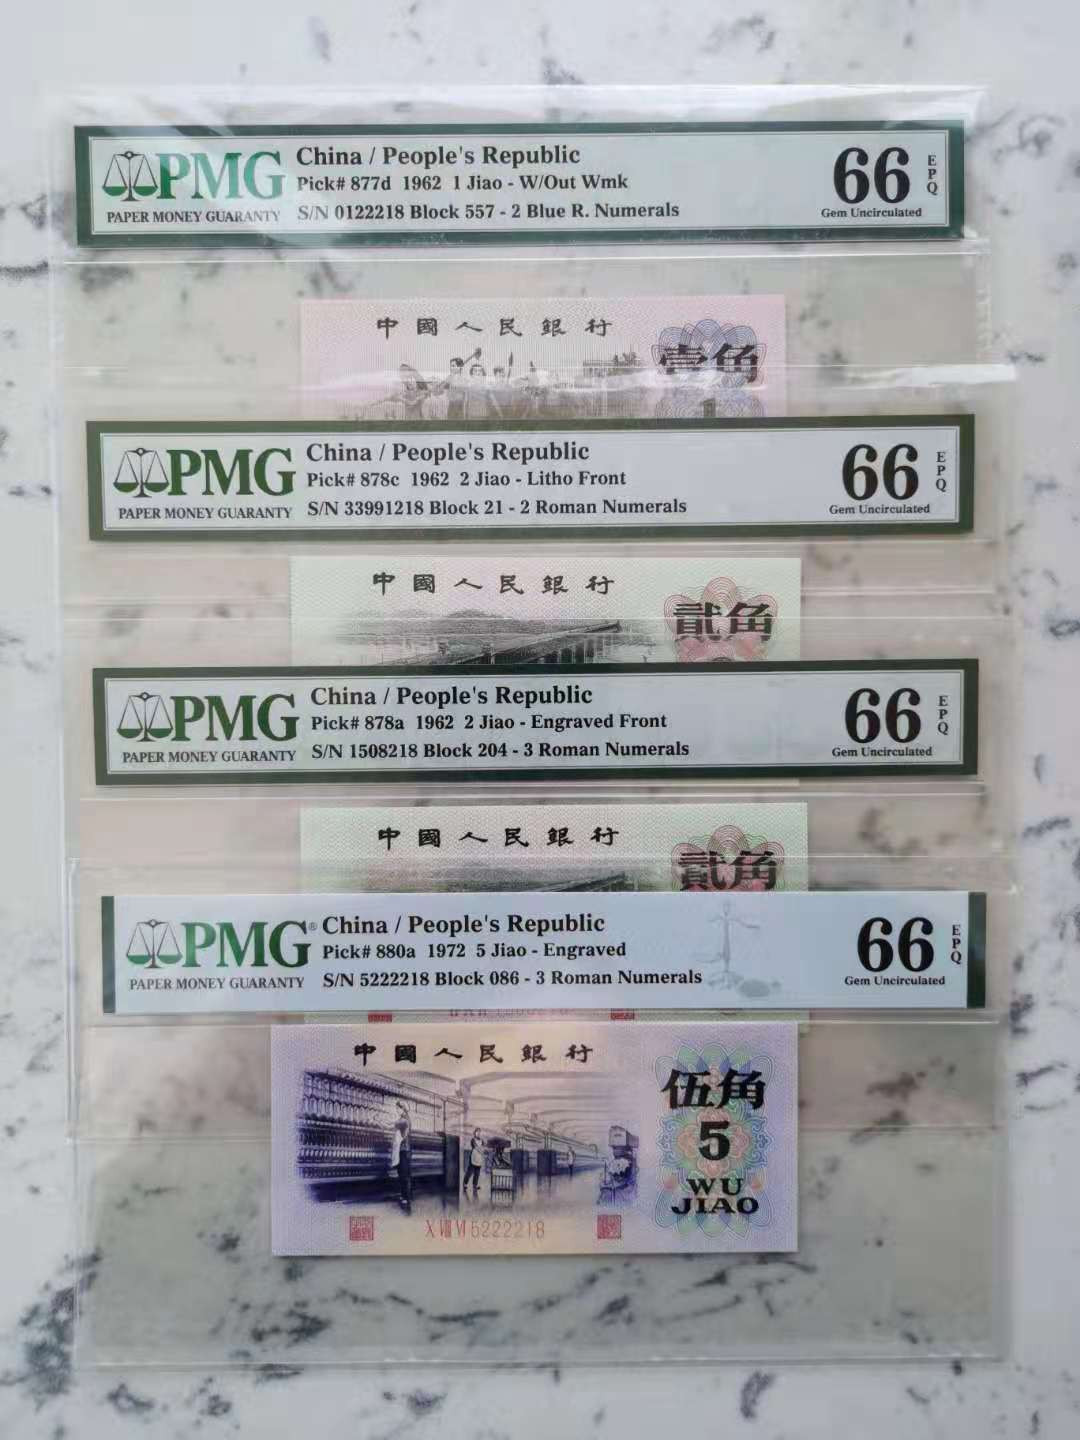 PMG
PAPER MONEY GUARANTY
China / People's Republic
Pick# 877d 1962 1 Jiao - W/Out Wmk
S/N 0122218 Block 557 - 2 Blue R. Numerals
66
EPQ
Gem Uncirculated
中國人民銀行
壹角
PMG
PAPER MONEY GUARANTY
China / People's Republic
Pick# 878c 1962 2 Jiao - Litho Front
S/N 33991218 Block 21 - 2 Roman Numerals
66
EPQ
Gem Uncirculated
中國人民銀行
貳角
PMG
PAPER MONEY GUARANTY
China / People's Republic
Pick# 878a 1962 2 Jiao - Engraved Front
S/N 1508218 Block 204 - 3 Roman Numerals
66
EPQ
Gem Uncirculated
中國人民銀行
貳角
PMG®
PAPER MONEY GUARANTY
China / People's Republic
Pick# 880a 1972 5 Jiao - Engraved
S/N 5222218 Block 086 - 3 Roman Numerals
66
EPQ
Gem Uncirculated
中國人民銀行
伍角
5
WU
JIAO
X Ⅷ Ⅵ 5222218